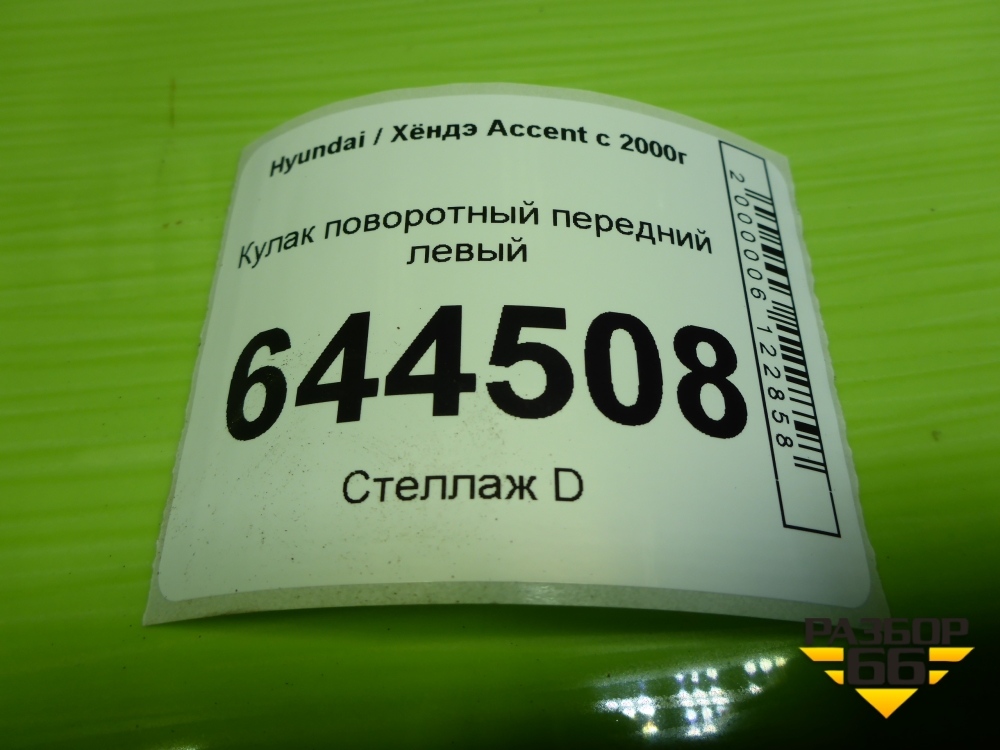 Hyundai / Хёндэ Accent с 2000г
Кулак поворотный передний
левый
644508
Стеллаж D
2000006122858
РАЗБОР
66